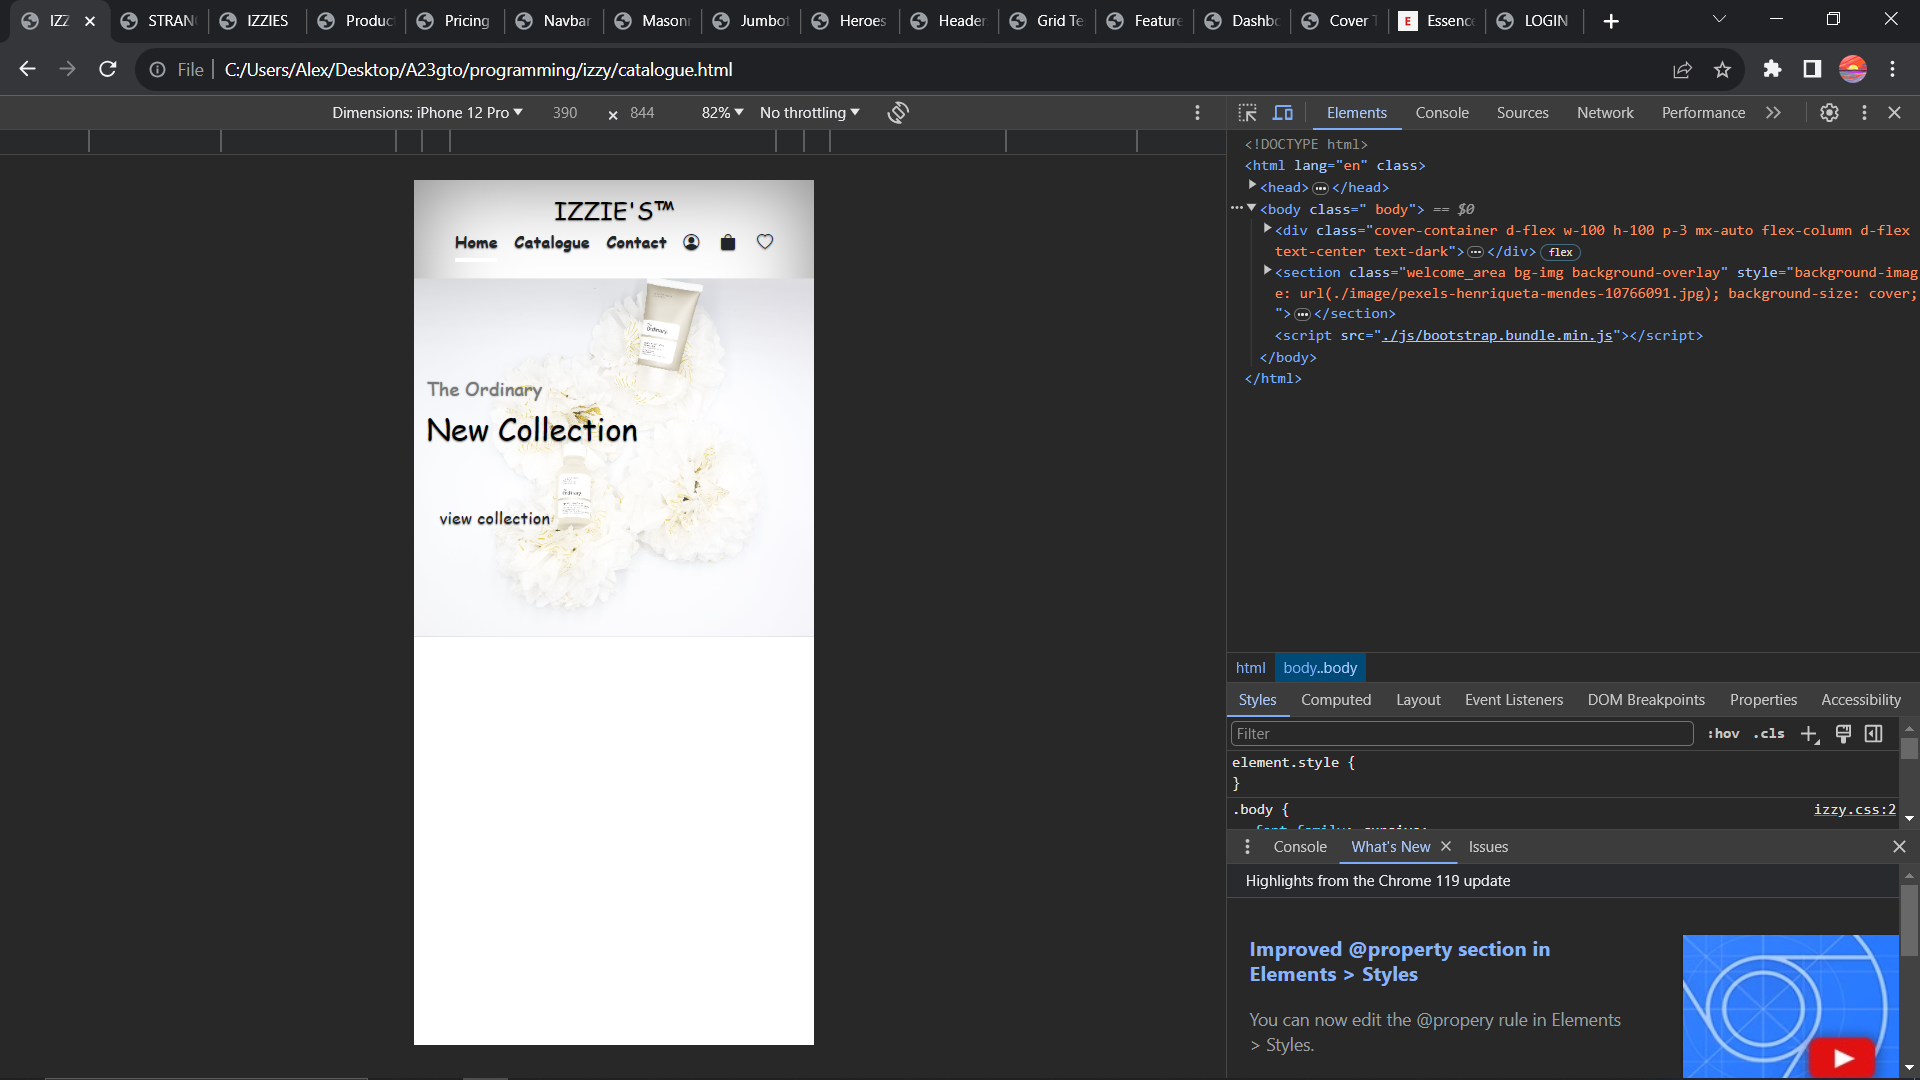 IZZ
STRAN
IZZIES
Produc
Pricing
Navbar
Mason
Jumbot
Heroes
Header
Grid Te
Feature
Dashbo
Cover T
E Essence
LOGIN
File C:/Users/Alex/Desktop/A23gto/programming/izzy/catalogue.html
Dimensions: iPhone 12 Pro 390 × 844 82% No throttling
Elements Console Sources Network Performance
<!DOCTYPE html>
<html lang="en" class>
<head> ••• </head>
••• <body class=" body"> == $0
<div class="cover-container d-flex w-100 h-100 p-3 mx-auto flex-column d-flex
text-center text-dark"> ••• </div> flex
<section class="welcome_area bg-img background-overlay" style="background-imag
e: url(./image/pexels-henriqueta-mendes-10766091.jpg); background-size: cover;
"> ••• </section>
<script src="./js/bootstrap.bundle.min.js"></script>
</body>
</html>
IZZIE'S™
Home Catalogue Contact
The Ordinary
New Collection
view collection
html body..body
Styles Computed Layout Event Listeners DOM Breakpoints Properties Accessibility
Filter :hov .cls
element.style {
}
.body { izzy.css:2
Console What's New Issues
Highlights from the Chrome 119 update
Improved @property section in
Elements > Styles
You can now edit the @propery rule in Elements
> Styles.